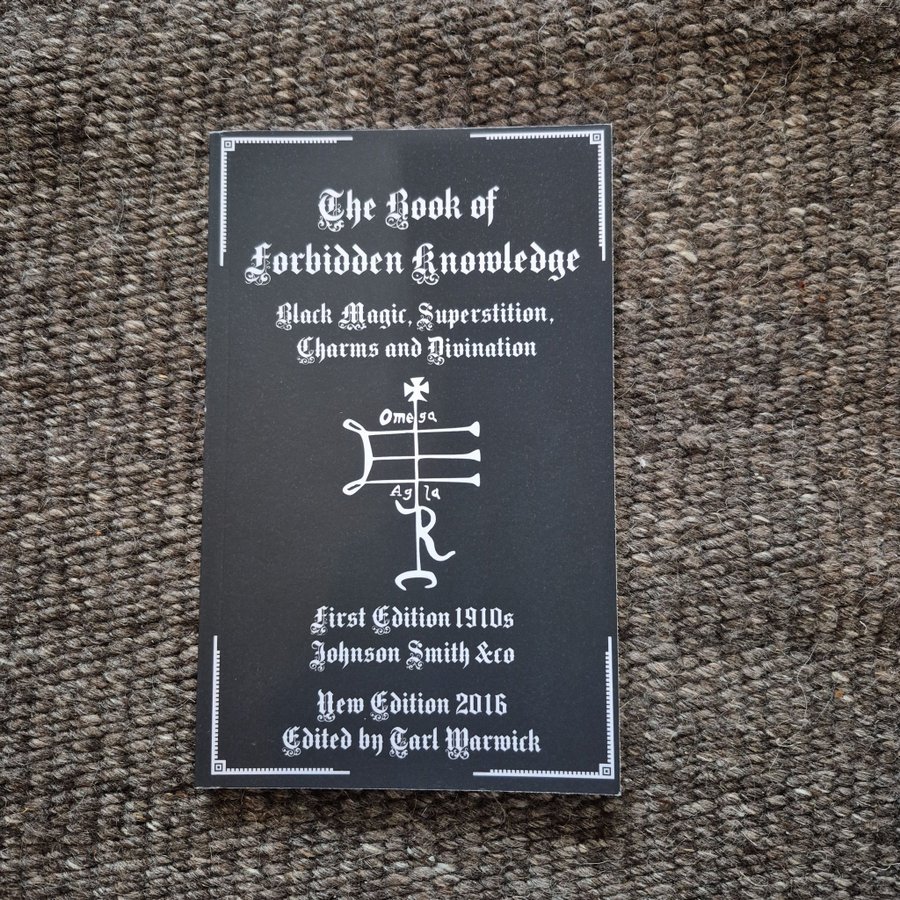 The Book of
Forbidden Knowledge
Black Magic, Superstition,
Charms and Divination
Omega
Agla
R
First Edition 1910s
Johnson Smith &co
New Edition 2016
Edited by Tarl Warwick